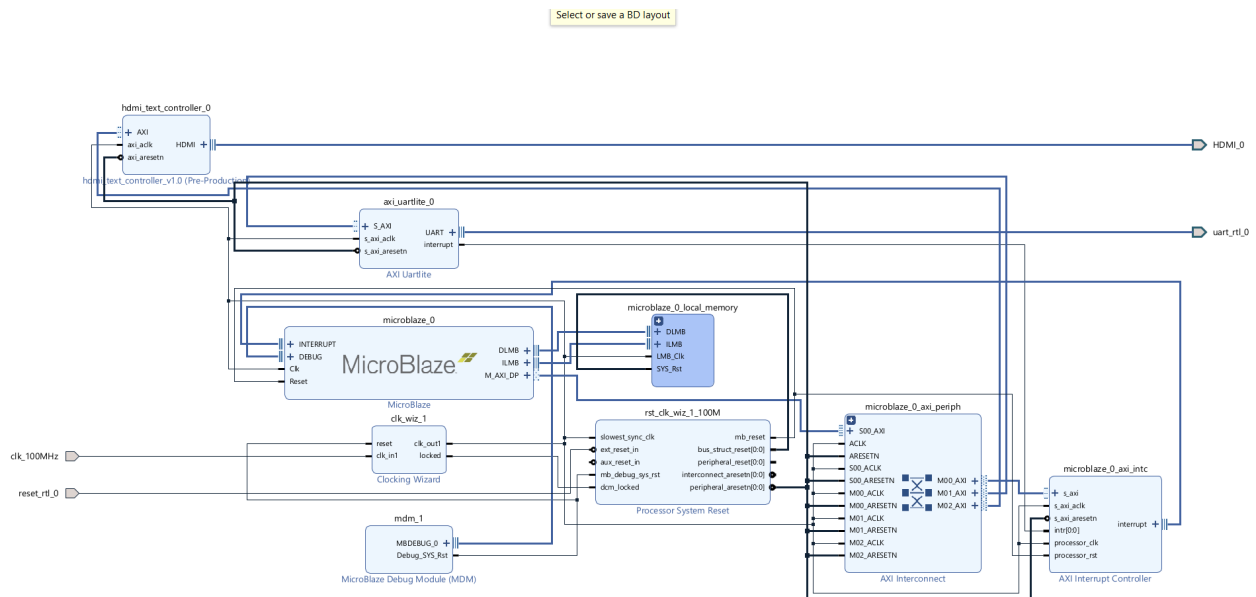 Select or save a BD layout
hdmi_text_controller_0
AXI
axi_aclk
axi_aresetn
HDMI
hdmi_text_controller_v1.0 (Pre-Production)
HDMI_0
axi_uartlite_0
S_AXI
s_axi_aclk
s_axi_aresetn
UART
interrupt
AXI Uartlite
uart_rtl_0
microblaze_0
INTERRUPT
DEBUG
Clk
Reset
MicroBlaze
DLMB
ILMB
M_AXI_DP
MicroBlaze
microblaze_0_local_memory
DLMB
ILMB
LMB_Clk
SYS_Rst
clk_wiz_1
reset
clk_in1
clk_out1
locked
Clocking Wizard
clk_100MHz
reset_rtl_0
rst_clk_wiz_1_100M
slowest_sync_clk
ext_reset_in
aux_reset_in
mb_debug_sys_rst
dcm_locked
mb_reset
bus_struct_reset[0:0]
peripheral_reset[0:0]
interconnect_aresetn[0:0]
peripheral_aresetn[0:0]
Processor System Reset
mdm_1
MBDEBUG_0
Debug_SYS_Rst
MicroBlaze Debug Module (MDM)
microblaze_0_axi_periph
S00_AXI
ACLK
ARESETN
S00_ACLK
S00_ARESETN
M00_ACLK
M00_ARESETN
M01_ACLK
M01_ARESETN
M02_ACLK
M02_ARESETN
M00_AXI
M01_AXI
M02_AXI
AXI Interconnect
microblaze_0_axi_intc
s_axi
s_axi_aclk
s_axi_aresetn
intr[0:0]
processor_clk
processor_rst
interrupt
AXI Interrupt Controller